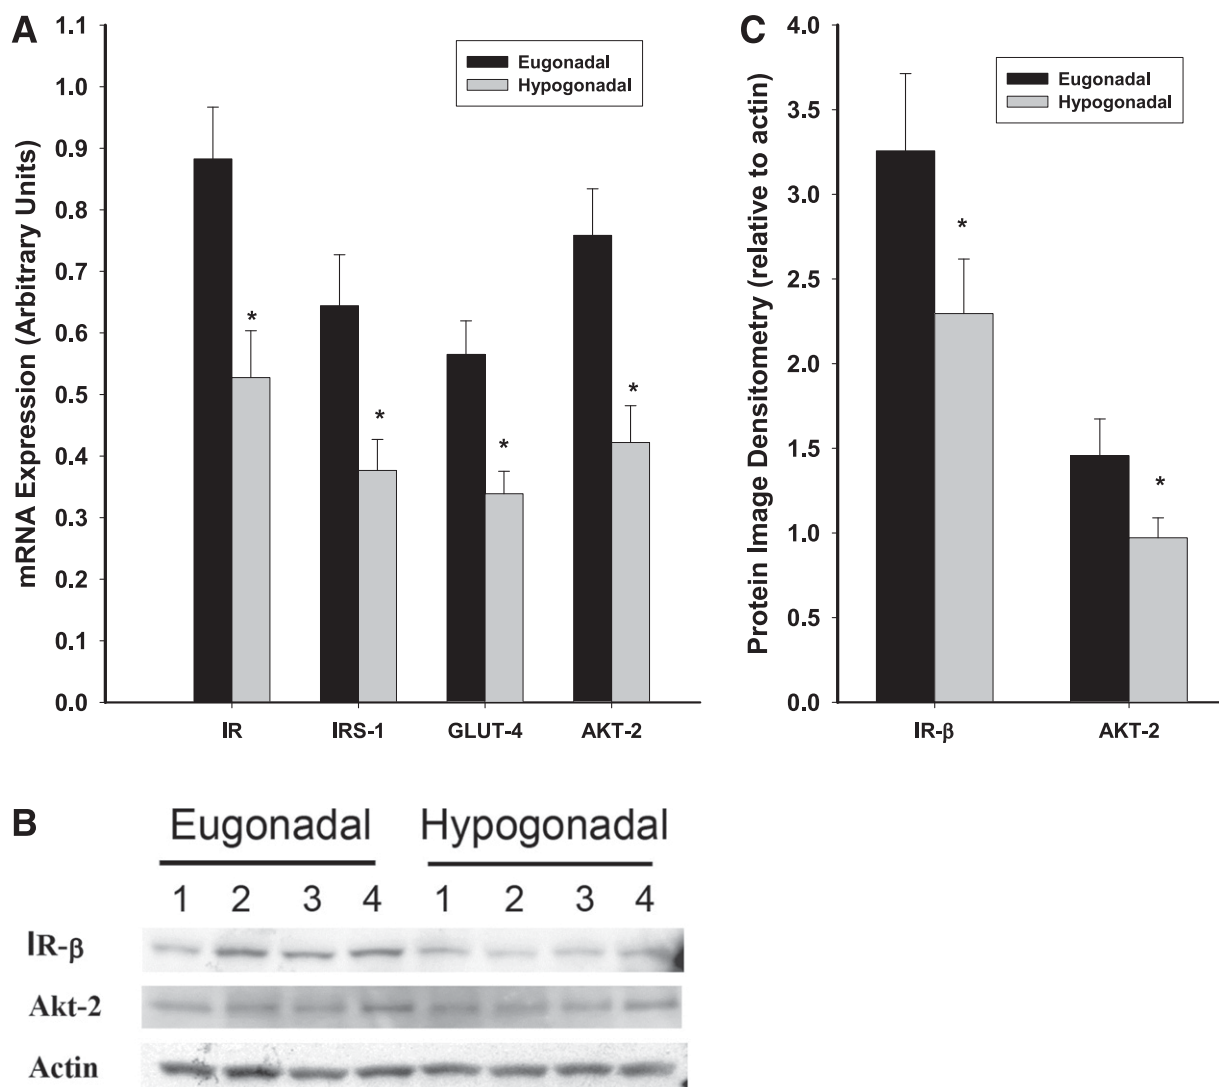 A
mRNA Expression (Arbitrary Units)
1.1
1.0
0.9
0.8
0.7
0.6
0.5
0.4
0.3
0.2
0.1
0.0
Eugonadal
Hypogonadal
*
*
*
*
IR
IRS-1
GLUT-4
AKT-2
C
Protein Image Densitometry (relative to actin)
4.0
3.5
3.0
2.5
2.0
1.5
1.0
0.5
0.0
Eugonadal
Hypogonadal
*
*
IR-β
AKT-2
B
Eugonadal Hypogonadal
1 2 3 4 1 2 3 4
IR-β
Akt-2
Actin